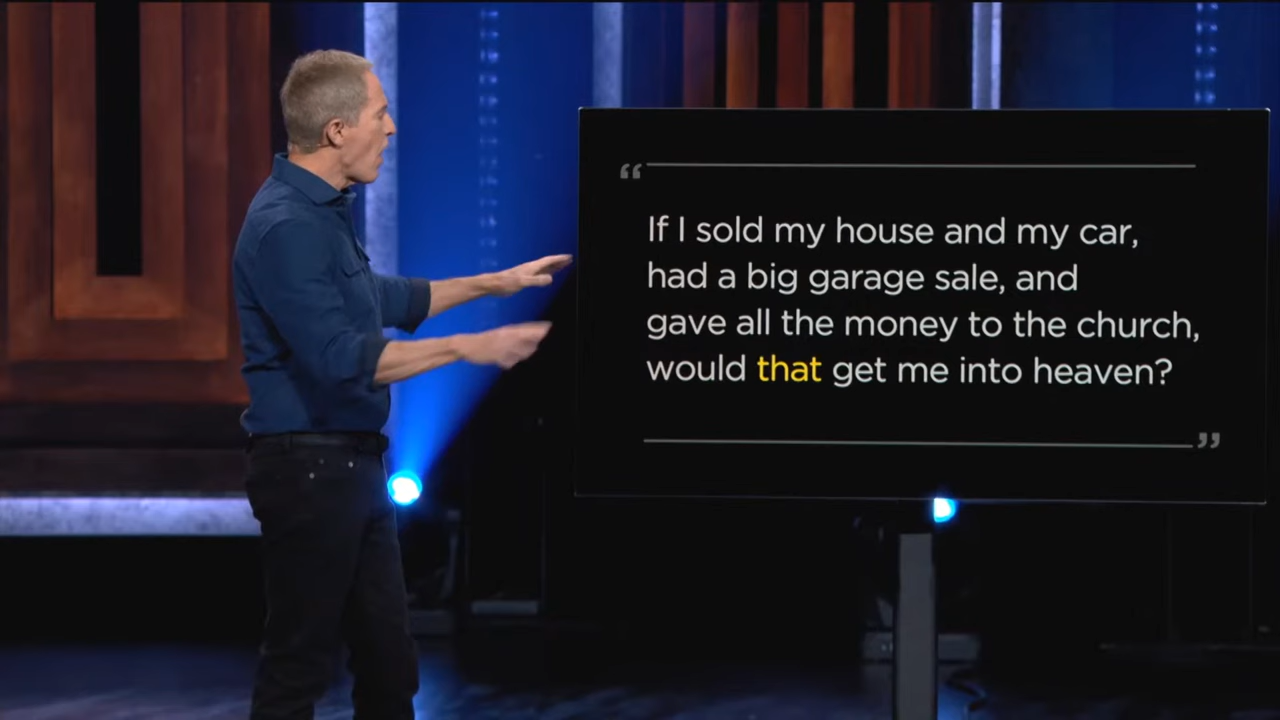 “
If I sold my house and my car,
had a big garage sale, and
gave all the money to the church,
would that get me into heaven?
”